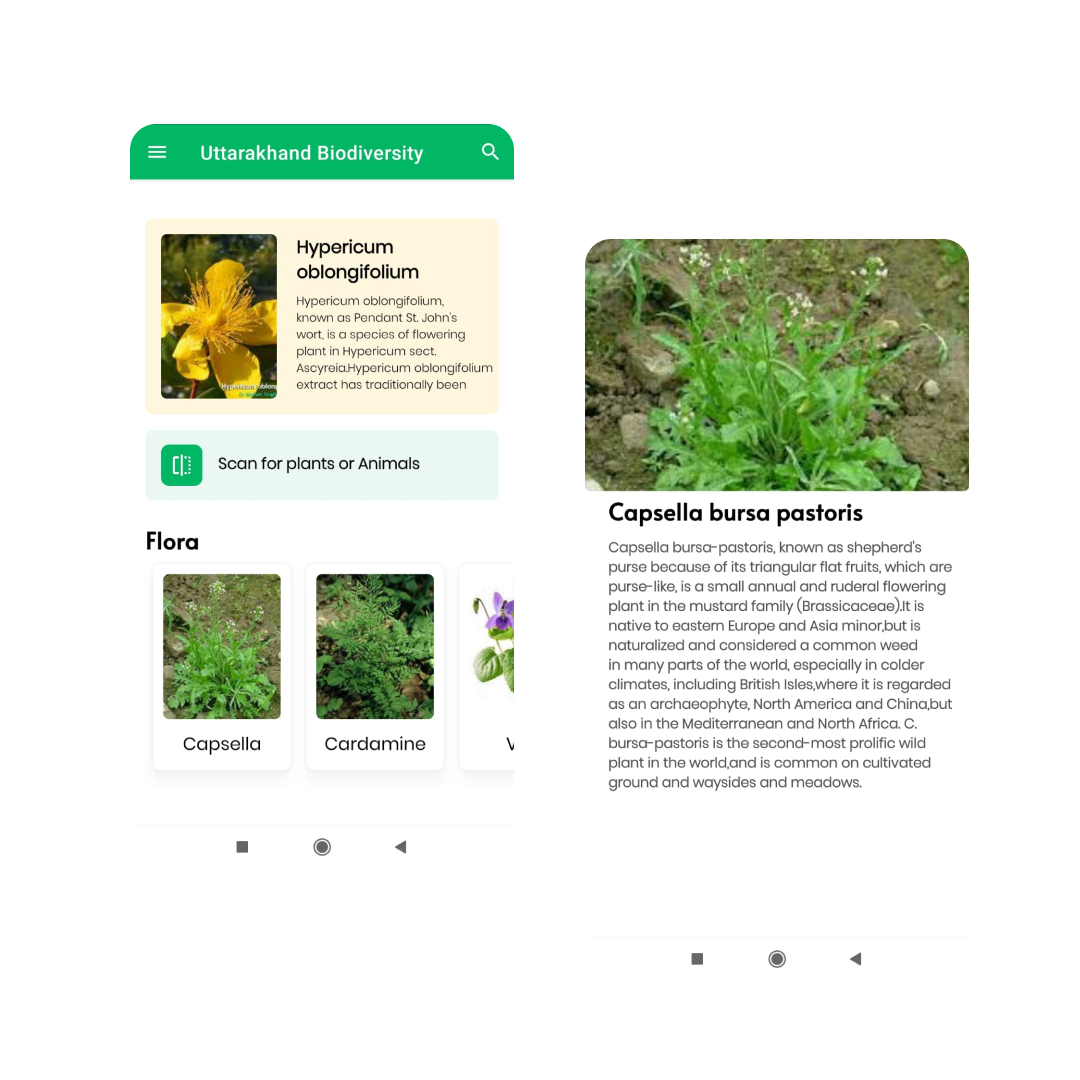 Uttarakhand Biodiversity
Hypericum
oblongifolium
Hypericum oblongifolium,
known as Pendant St. John's
wort, is a species of flowering
plant in Hypericum sect.
Ascyreia.Hypericum oblongifolium
extract has traditionally been
Hypericum oblong
Scan for plants or Animals
Flora
Capsella
Cardamine
V
Capsella bursa pastoris
Capsella bursa-pastoris, known as shepherd's
purse because of its triangular flat fruits, which are
purse-like, is a small annual and ruderal flowering
plant in the mustard family (Brassicaceae).It is
native to eastern Europe and Asia minor,but is
naturalized and considered a common weed
in many parts of the world, especially in colder
climates, including British Isles,where it is regarded
as an archaeophyte, North America and China,but
also in the Mediterranean and North Africa. C.
bursa-pastoris is the second-most prolific wild
plant in the world,and is common on cultivated
ground and waysides and meadows.